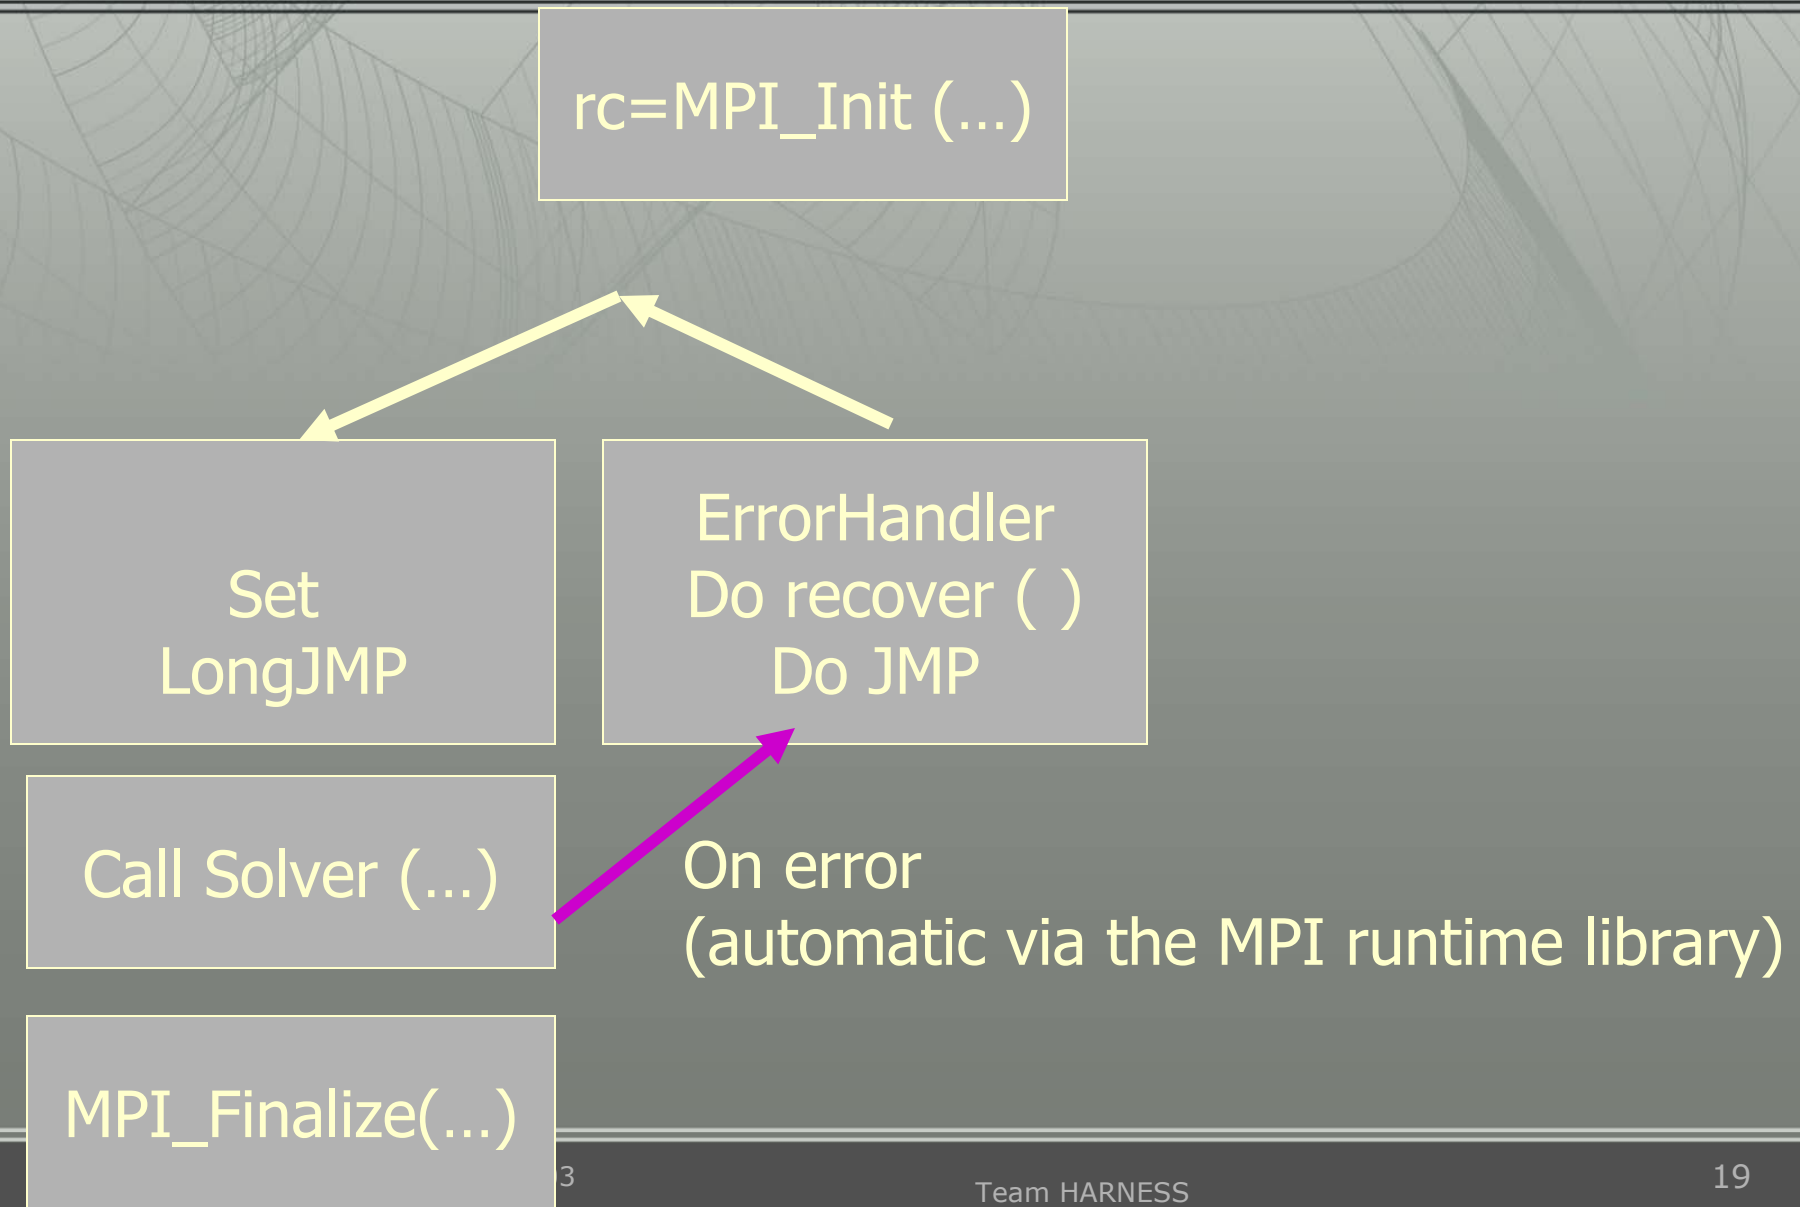 rc=MPI_Init (…)
Set
LongJMP
ErrorHandler
Do recover ( )
Do JMP
Call Solver (…)
On error
(automatic via the MPI runtime library)
MPI_Finalize(…)
Team HARNESS
19